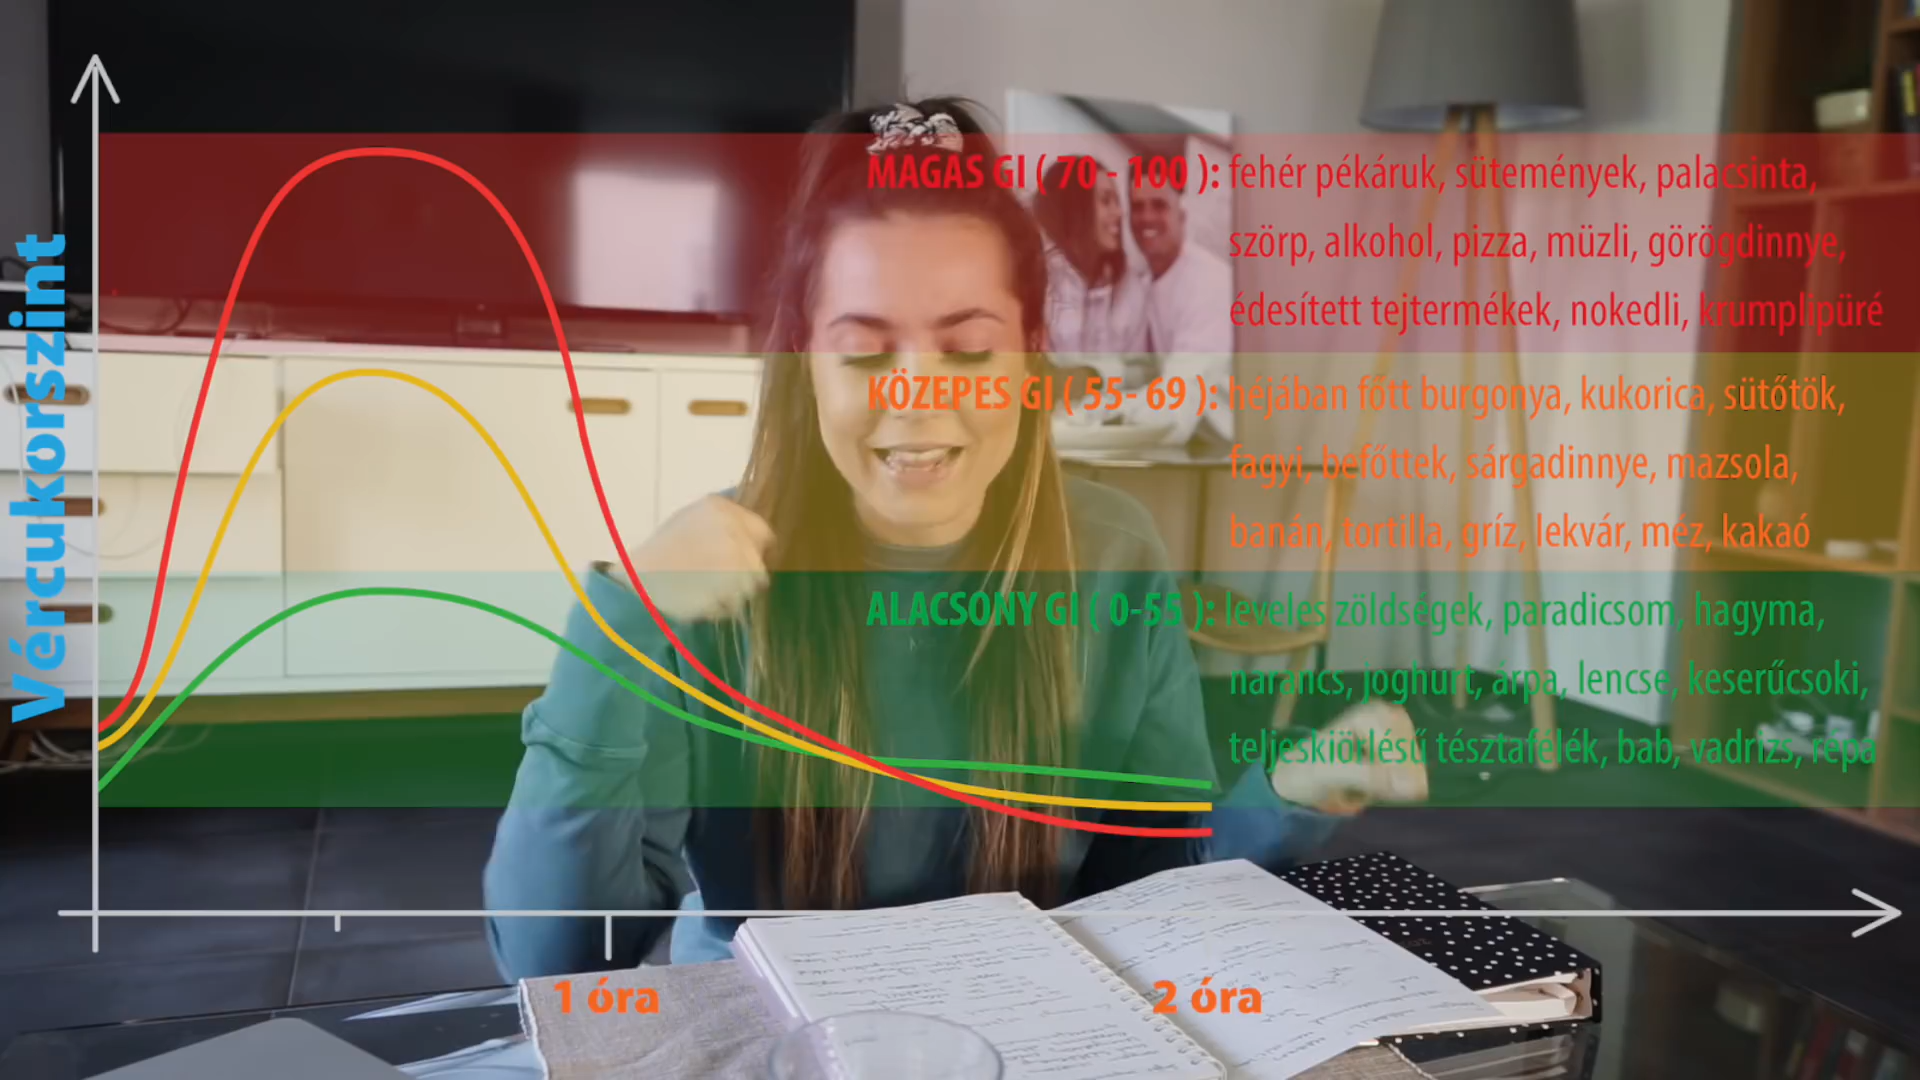 Vércukorszint
MAGAS GI ( 70 - 100 ): fehér pékáruk, sütemények, palacsinta,
szörp, alkohol, pizza, müzli, görögdinnye,
édesített tejtermékek, nokedli, krumplipüré
KÖZEPES GI ( 55- 69 ): héjában főtt burgonya, kukorica, sütőtök,
fagyi, befőttek, sárgadinnye, mazsola,
banán, tortilla, gríz, lekvár, méz, kakaó
ALACSONY GI ( 0-55 ): leveles zöldségek, paradicsom, hagyma,
narancs, joghurt, árpa, lencse, keserűcsoki,
teljeskiörlésű tésztafélék, bab, vadrizs, répa
1 óra
2 óra